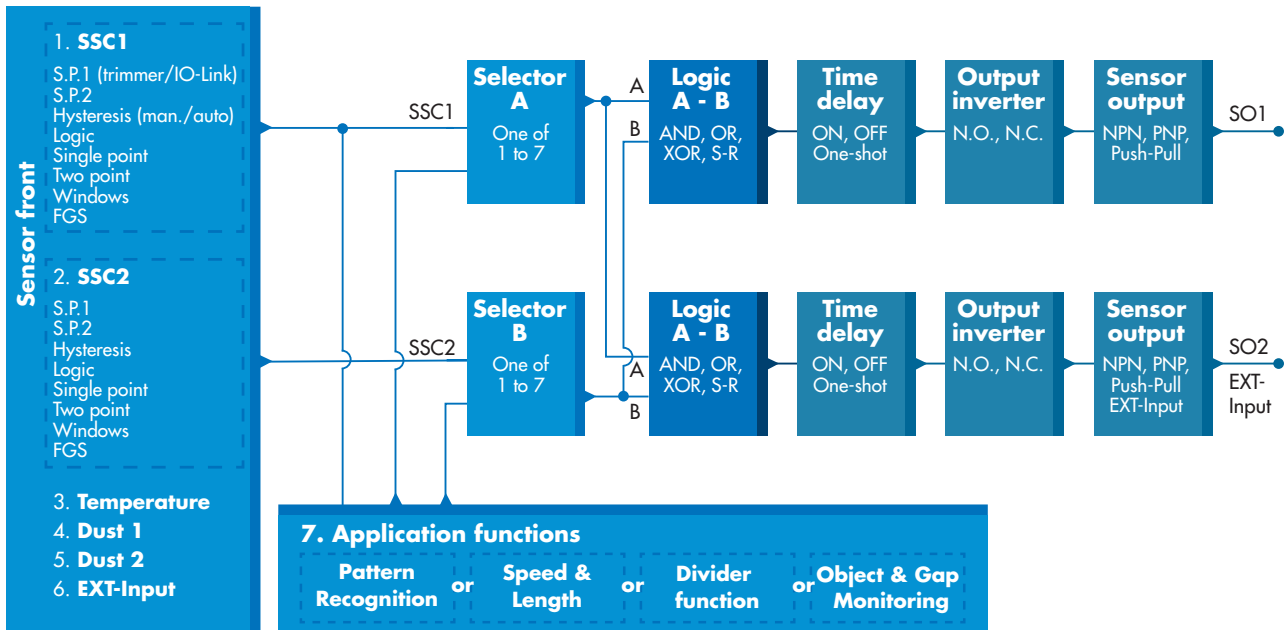 Sensor front
1. SSC1
S.P.1 (trimmer/IO-Link)
S.P.2
Hysteresis (man./auto)
Logic
Single point
Two point
Windows
FGS
2. SSC2
S.P.1
S.P.2
Hysteresis
Logic
Single point
Two point
Windows
FGS
3. Temperature
4. Dust 1
5. Dust 2
6. EXT-Input
SSC1
Selector
A
One of
1 to 7
A
B
Logic
A - B
AND, OR,
XOR, S-R
Time
delay
ON, OFF
One-shot
Output
inverter
N.O., N.C.
Sensor
output
NPN, PNP,
Push-Pull
SO1
SSC2
Selector
B
One of
1 to 7
A
B
Logic
A - B
AND, OR,
XOR, S-R
Time
delay
ON, OFF
One-shot
Output
inverter
N.O., N.C.
Sensor
output
NPN, PNP,
Push-Pull
EXT-Input
SO2
EXT-
Input
7. Application functions
Pattern
Recognition
or
Speed &
Length
or
Divider
function
or
Object & Gap
Monitoring